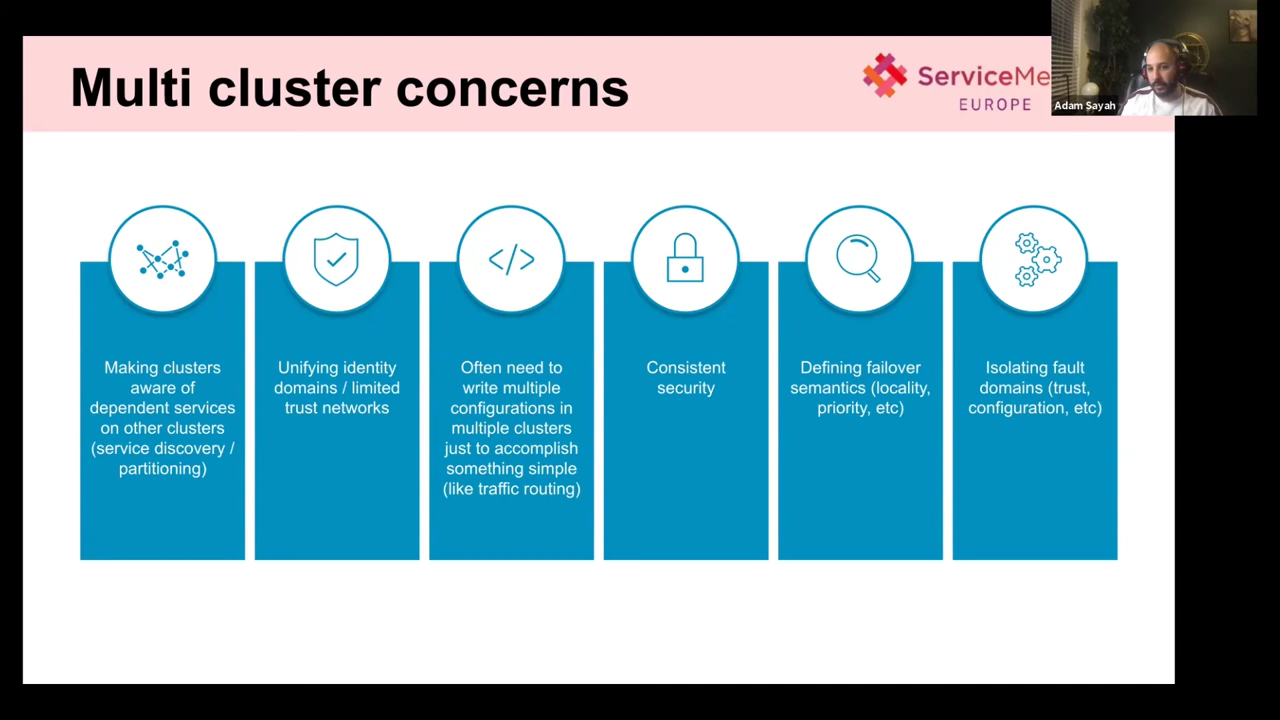 Multi cluster concerns
ServiceMe
EUROPE
Adam Sayah
Making clusters
aware of
dependent services
on other clusters
(service discovery /
partitioning)
Unifying identity
domains / limited
trust networks
Often need to
write multiple
configurations in
multiple clusters
just to accomplish
something simple
(like traffic routing)
Consistent
security
Defining failover
semantics (locality,
priority, etc)
Isolating fault
domains (trust,
configuration, etc)